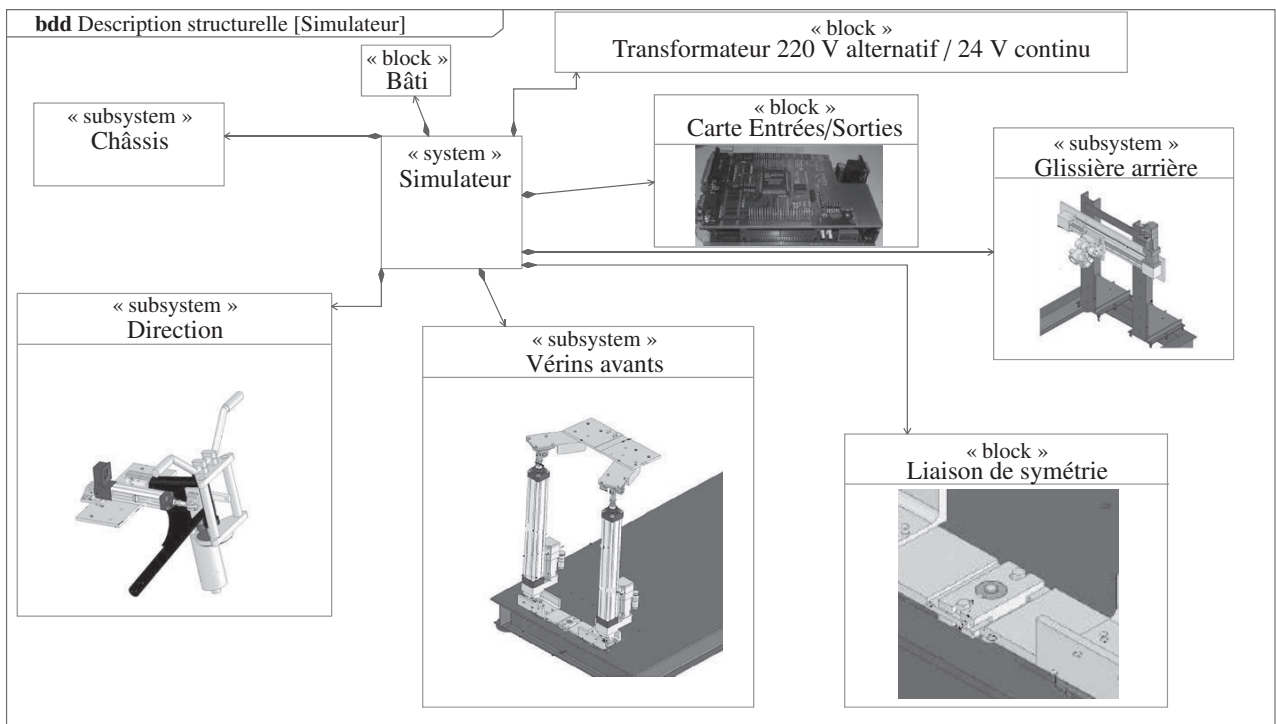 bdd Description structurelle [Simulateur]
« block »
Transformateur 220 V alternatif / 24 V continu
« block »
Bâti
« subsystem »
Châssis
« system »
Simulateur
« block »
Carte Entrées/Sorties
« subsystem »
Glissière arrière
« subsystem »
Direction
« subsystem »
Vérins avants
« block »
Liaison de symétrie